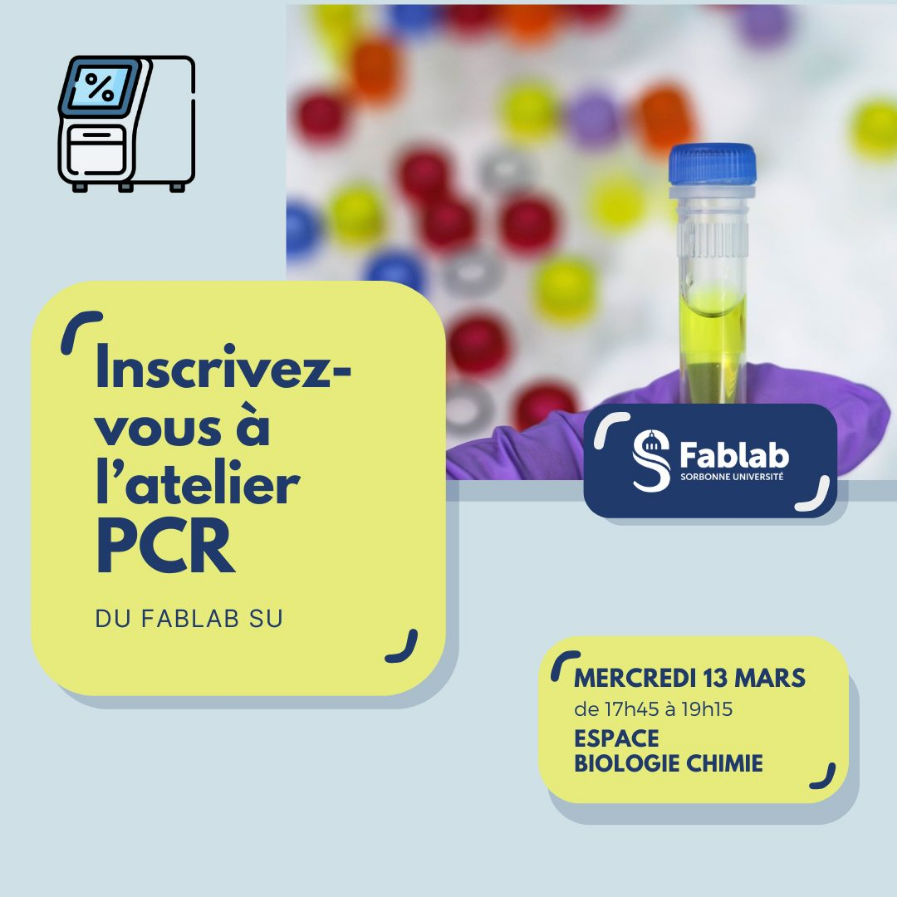 %
Inscrivez-
vous à
l’atelier
PCR
DU FABLAB SU
Fablab
SORBONNE UNIVERSITÉ
MERCREDI 13 MARS
de 17h45 à 19h15
ESPACE
BIOLOGIE CHIMIE